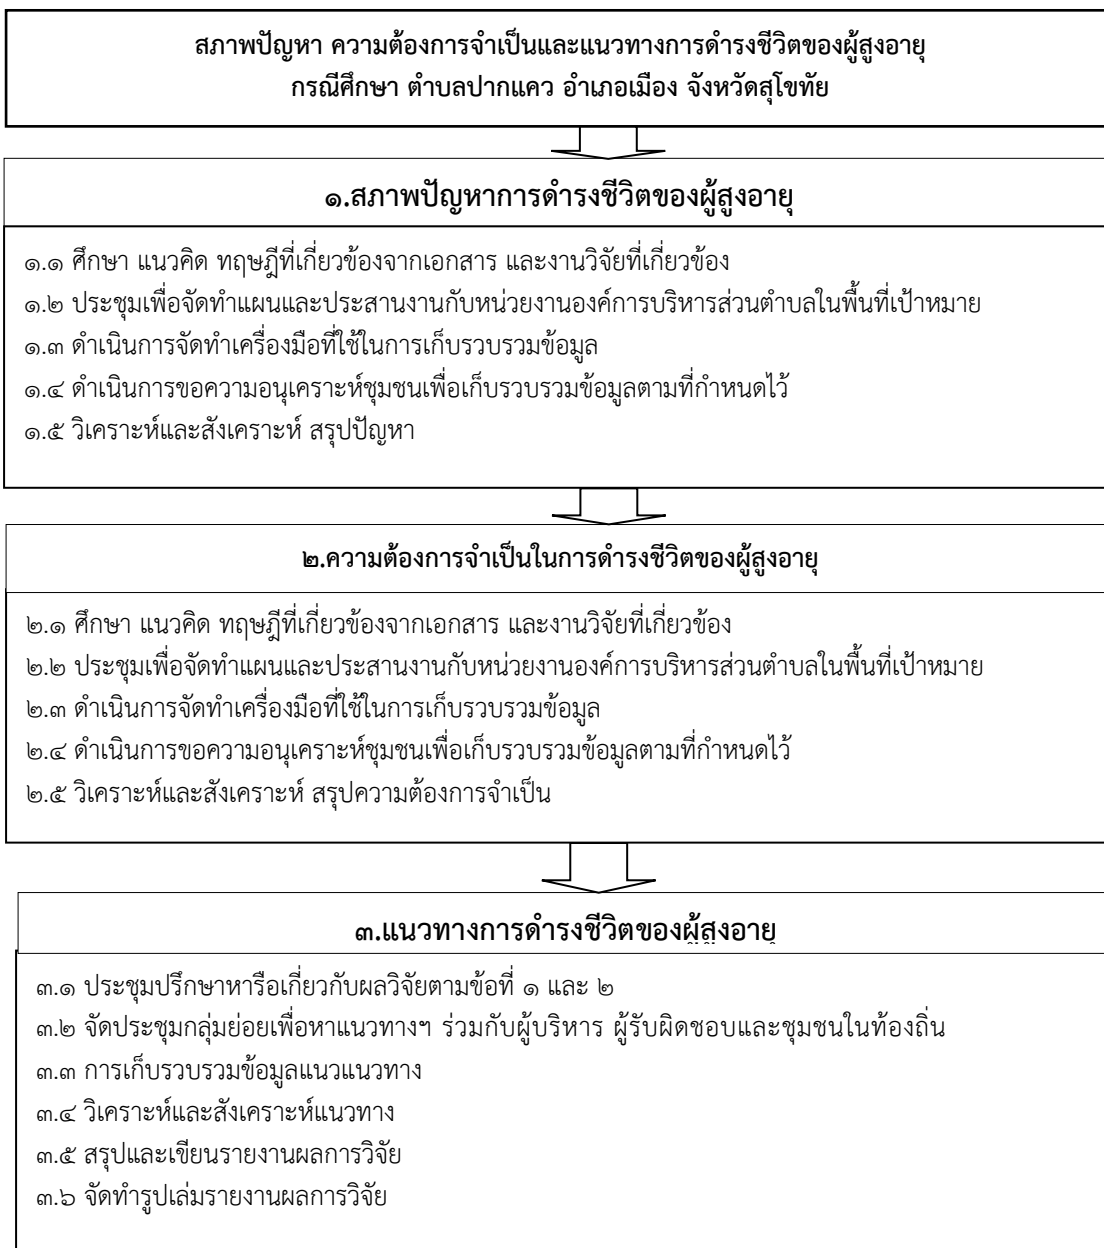 สภาพปัญหา ความต้องการจำเป็นและแนวทางการดำรงชีวิตของผู้สูงอายุ
กรณีศึกษา ตำบลปากแคว อำเภอเมือง จังหวัดสุโขทัย
๑.สภาพปัญหาการดำรงชีวิตของผู้สูงอายุ
๑.๑ ศึกษา แนวคิด ทฤษฎีที่เกี่ยวข้องจากเอกสาร และงานวิจัยที่เกี่ยวข้อง
๑.๒ ประชุมเพื่อจัดทำแผนและประสานงานกับหน่วยงานองค์การบริหารส่วนตำบลในพื้นที่เป้าหมาย
๑.๓ ดำเนินการจัดทำเครื่องมือที่ใช้ในการเก็บรวบรวมข้อมูล
๑.๔ ดำเนินการขอความอนุเคราะห์ชุมชนเพื่อเก็บรวบรวมข้อมูลตามที่กำหนดไว้
๑.๕ วิเคราะห์และสังเคราะห์ สรุปปัญหา
๒.ความต้องการจำเป็นในการดำรงชีวิตของผู้สูงอายุ
๒.๑ ศึกษา แนวคิด ทฤษฎีที่เกี่ยวข้องจากเอกสาร และงานวิจัยที่เกี่ยวข้อง
๒.๒ ประชุมเพื่อจัดทำแผนและประสานงานกับหน่วยงานองค์การบริหารส่วนตำบลในพื้นที่เป้าหมาย
๒.๓ ดำเนินการจัดทำเครื่องมือที่ใช้ในการเก็บรวบรวมข้อมูล
๒.๔ ดำเนินการขอความอนุเคราะห์ชุมชนเพื่อเก็บรวบรวมข้อมูลตามที่กำหนดไว้
๒.๕ วิเคราะห์และสังเคราะห์ สรุปความต้องการจำเป็น
๓.แนวทางการดำรงชีวิตของผู้สูงอายุ
๓.๑ ประชุมปรึกษาหารือเกี่ยวกับผลวิจัยตามข้อที่ ๑ และ ๒
๓.๒ จัดประชุมกลุ่มย่อยเพื่อหาแนวทางฯ ร่วมกับผู้บริหาร ผู้รับผิดชอบและชุมชนในท้องถิ่น
๓.๓ การเก็บรวบรวมข้อมูลแนวแนวทาง
๓.๔ วิเคราะห์และสังเคราะห์แนวทาง
๓.๕ สรุปและเขียนรายงานผลการวิจัย
๓.๖ จัดทำรูปเล่มรายงานผลการวิจัย